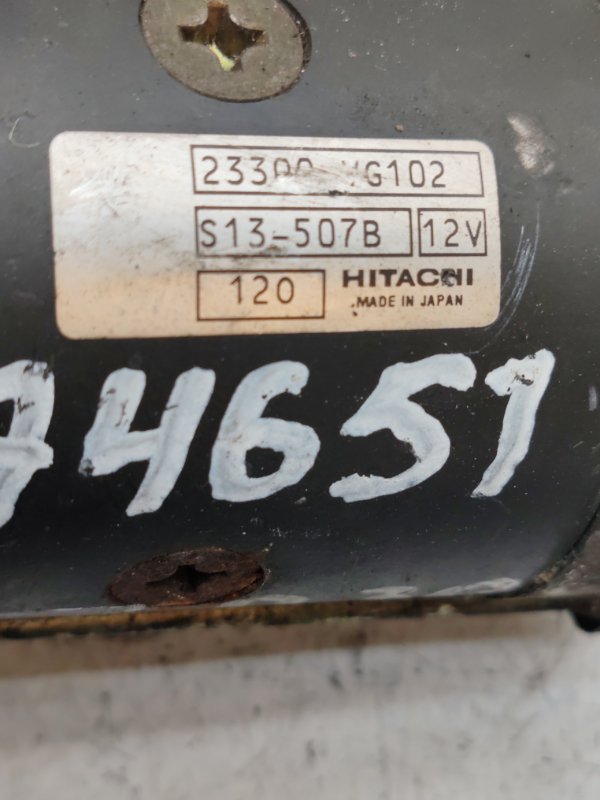 S13-507B 12V
120 HITACHI
MADE IN JAPAN
4651